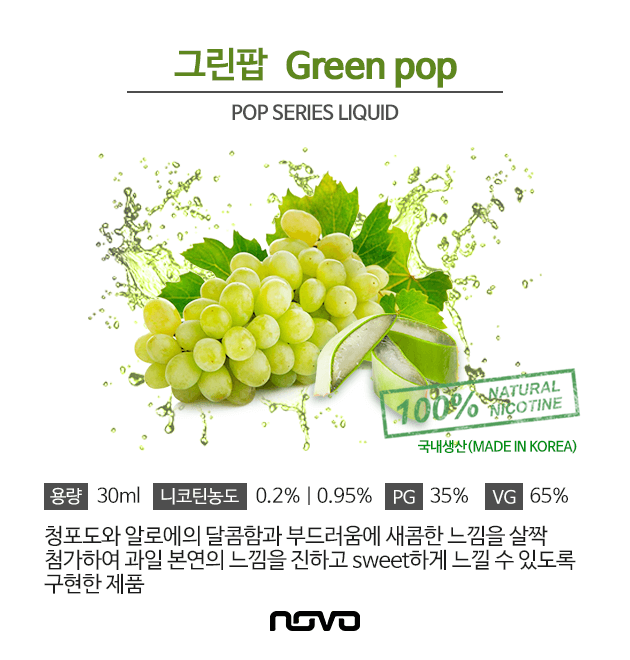 그린팝 Green pop
POP SERIES LIQUID
100% NATURAL NICOTINE
국내생산(MADE IN KOREA)
용량 30ml 니코틴농도 0.2% | 0.95% PG 35% VG 65%
청포도와 알로에의 달콤함과 부드러움에 새콤한 느낌을 살짝
첨가하여 과일 본연의 느낌을 진하고 sweet하게 느낄 수 있도록
구현한 제품
novo